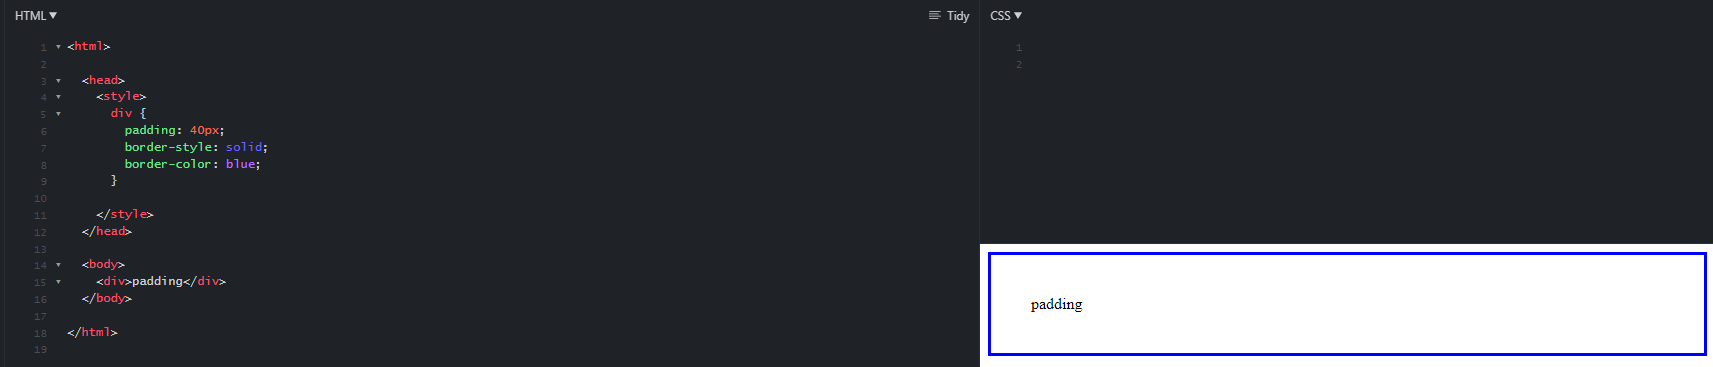 HTML
Tidy
1 <html>
2
3 <head>
4 <style>
5 div {
6 padding: 40px;
7 border-style: solid;
8 border-color: blue;
9 }
10
11 </style>
12 </head>
13
14 <body>
15 <div>padding</div>
16 </body>
17
18 </html>
19
CSS
1
2
padding